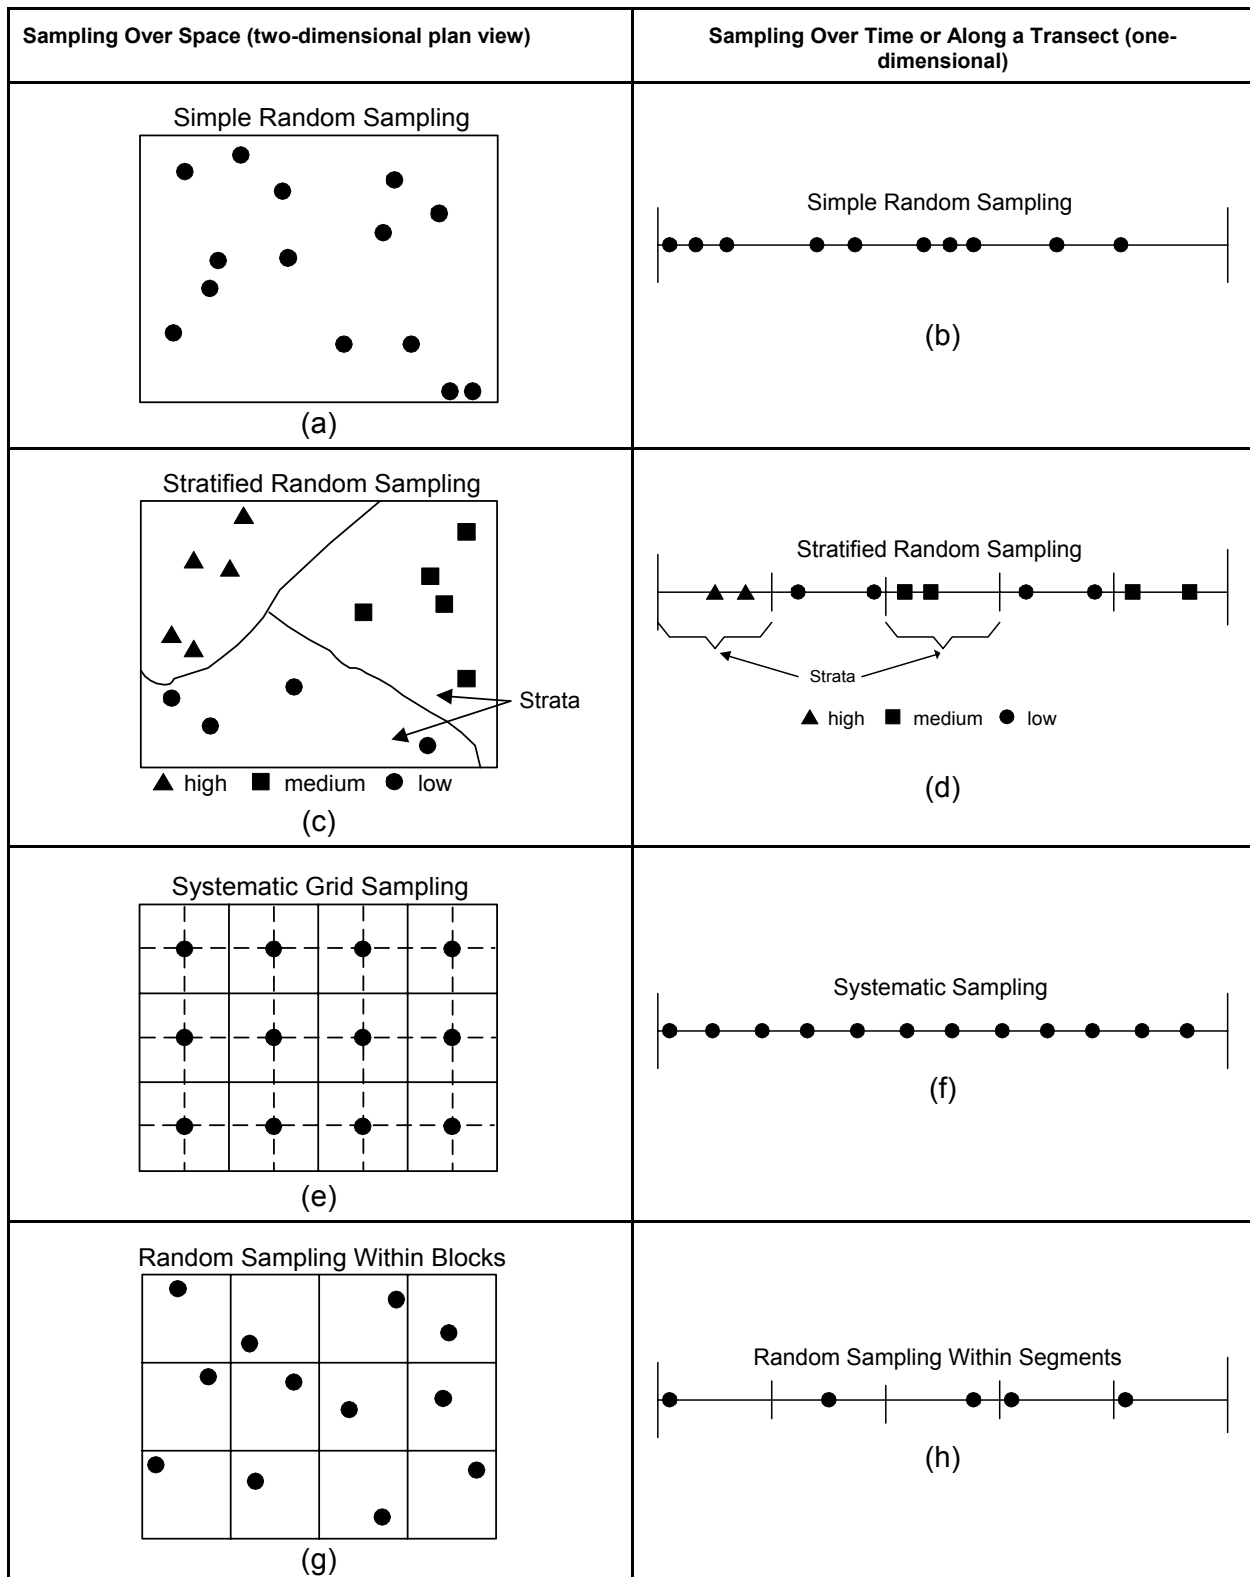 Sampling Over Space (two-dimensional plan view)
Sampling Over Time or Along a Transect (one-
dimensional)
Simple Random Sampling
(a)
Simple Random Sampling
(b)
Stratified Random Sampling
Strata
high medium low
(c)
Stratified Random Sampling
Strata
high medium low
(d)
Systematic Grid Sampling
(e)
Systematic Sampling
(f)
Random Sampling Within Blocks
(g)
Random Sampling Within Segments
(h)